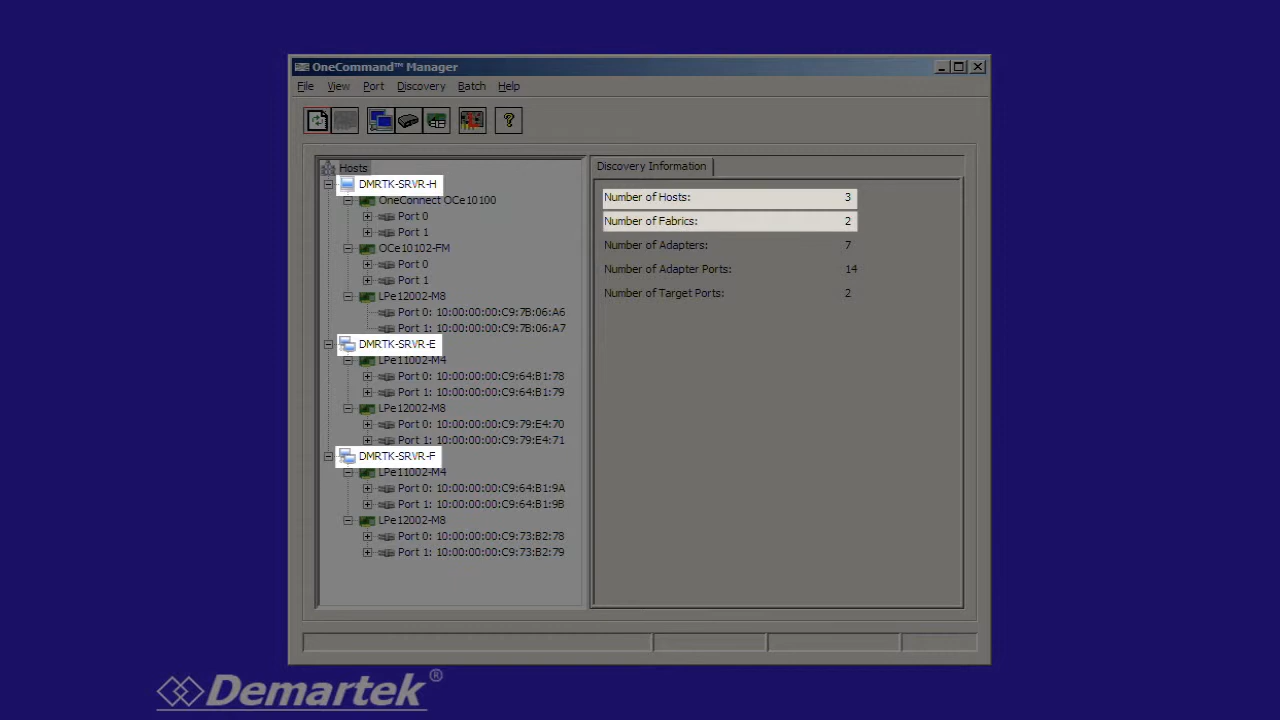 OneCommand™ Manager
File View Port Discovery Batch Help
Hosts
DMRTK-SRVR-H
OneConnect OCe10100
Port 0
Port 1
OCe10102-FM
Port 0
Port 1
LPe12002-M8
Port 0: 10:00:00:00:C9:7B:06:A6
Port 1: 10:00:00:00:C9:7B:06:A7
DMRTK-SRVR-E
LPe11002-M4
Port 0: 10:00:00:00:C9:64:B1:78
Port 1: 10:00:00:00:C9:64:B1:79
LPe12002-M8
Port 0: 10:00:00:00:C9:79:E4:70
Port 1: 10:00:00:00:C9:79:E4:71
DMRTK-SRVR-F
LPe11002-M4
Port 0: 10:00:00:00:C9:64:B1:9A
Port 1: 10:00:00:00:C9:64:B1:9B
LPe12002-M8
Port 0: 10:00:00:00:C9:73:B2:78
Port 1: 10:00:00:00:C9:73:B2:79
Discovery Information
Number of Hosts: 3
Number of Fabrics: 2
Number of Adapters: 7
Number of Adapter Ports: 14
Number of Target Ports: 2
Demartek®